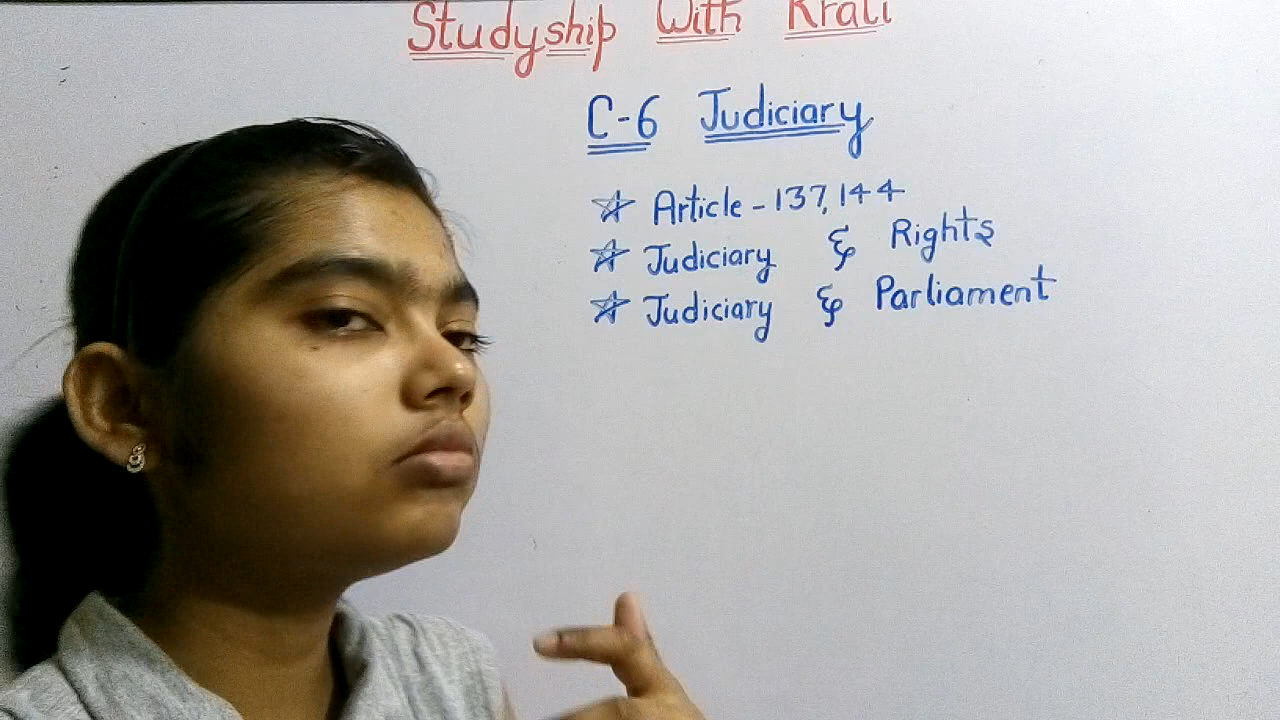 Studyship With Krati
C-6 Judiciary
☆ Article - 137, 144
☆ Judiciary & Rights
☆ Judiciary & Parliament